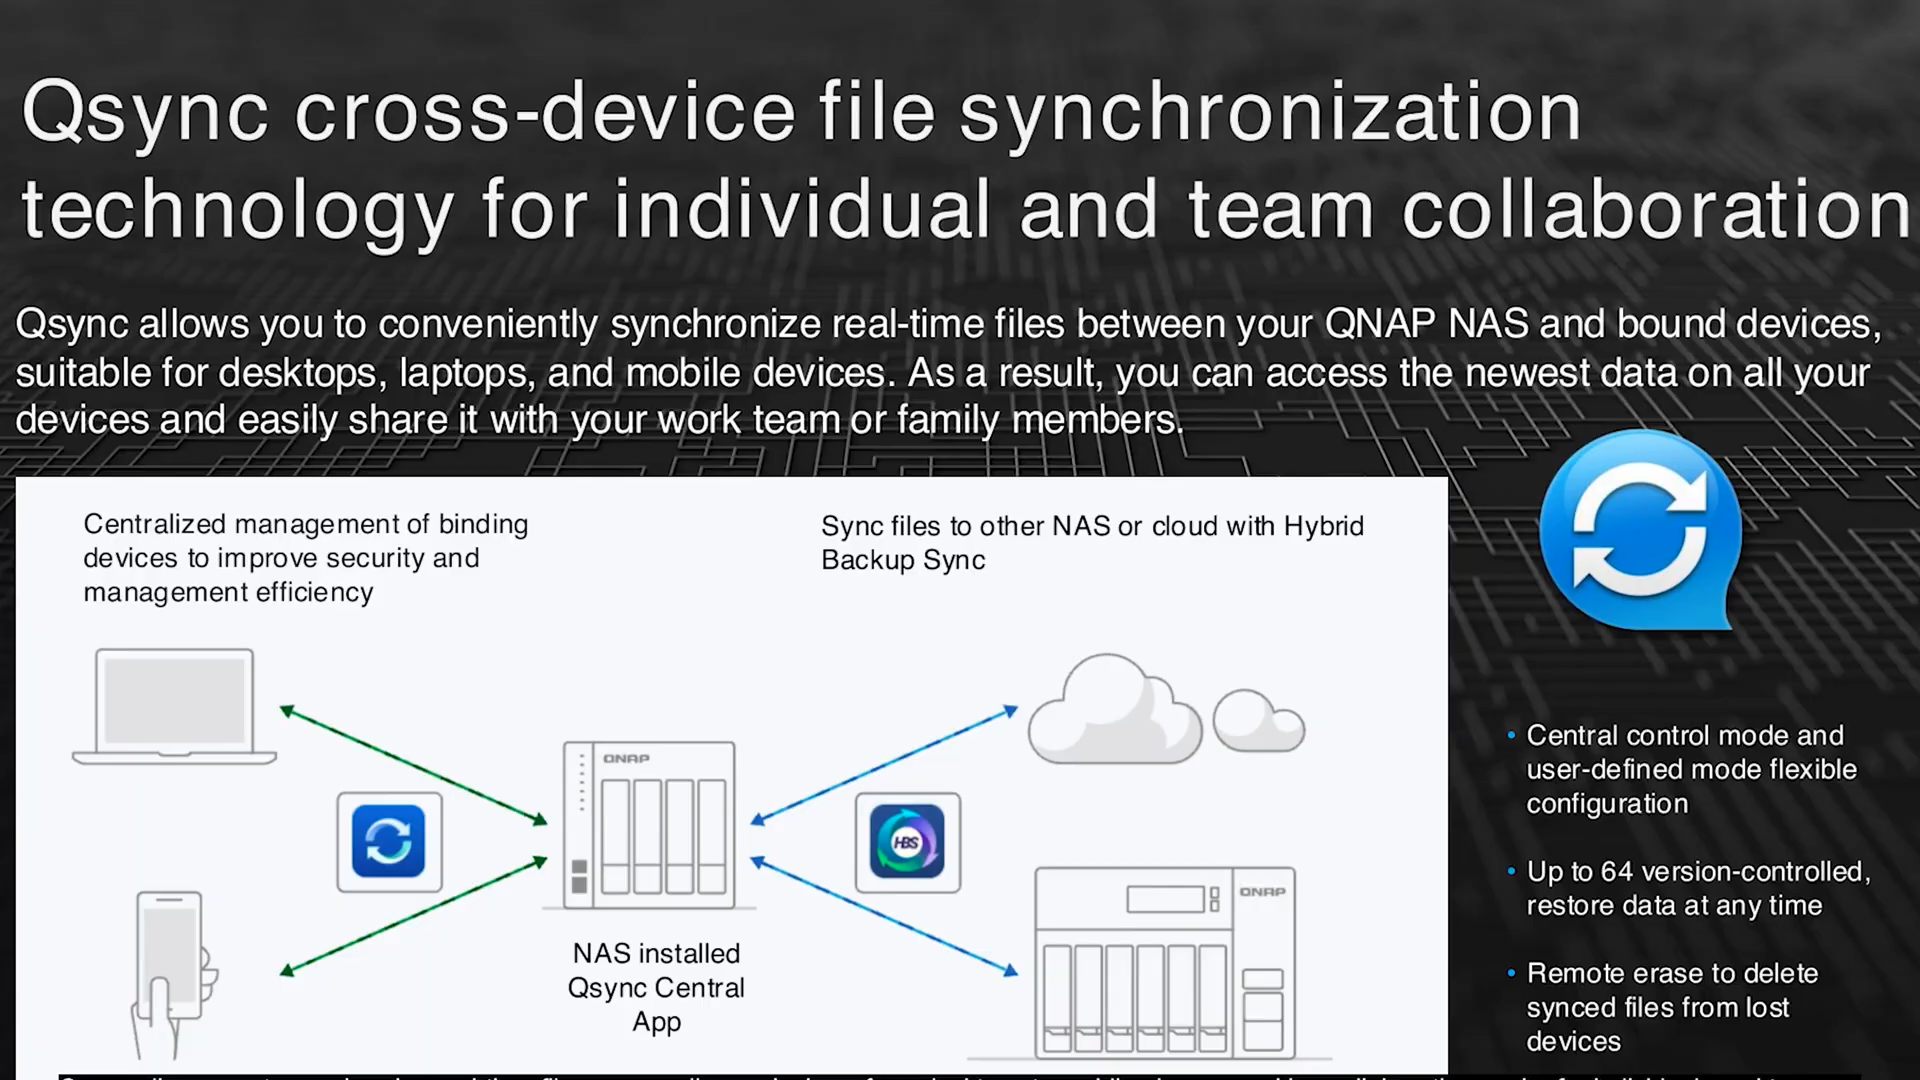 Qsync cross-device file synchronization
technology for individual and team collaboration
Qsync allows you to conveniently synchronize real-time files between your QNAP NAS and bound devices,
suitable for desktops, laptops, and mobile devices. As a result, you can access the newest data on all your
devices and easily share it with your work team or family members.
Centralized management of binding
devices to improve security and
management efficiency
Sync files to other NAS or cloud with Hybrid
Backup Sync
QNAP
HBS
QNAP
NAS installed
Qsync Central
App
• Central control mode and
user-defined mode flexible
configuration
• Up to 64 version-controlled,
restore data at any time
• Remote erase to delete
synced files from lost
devices